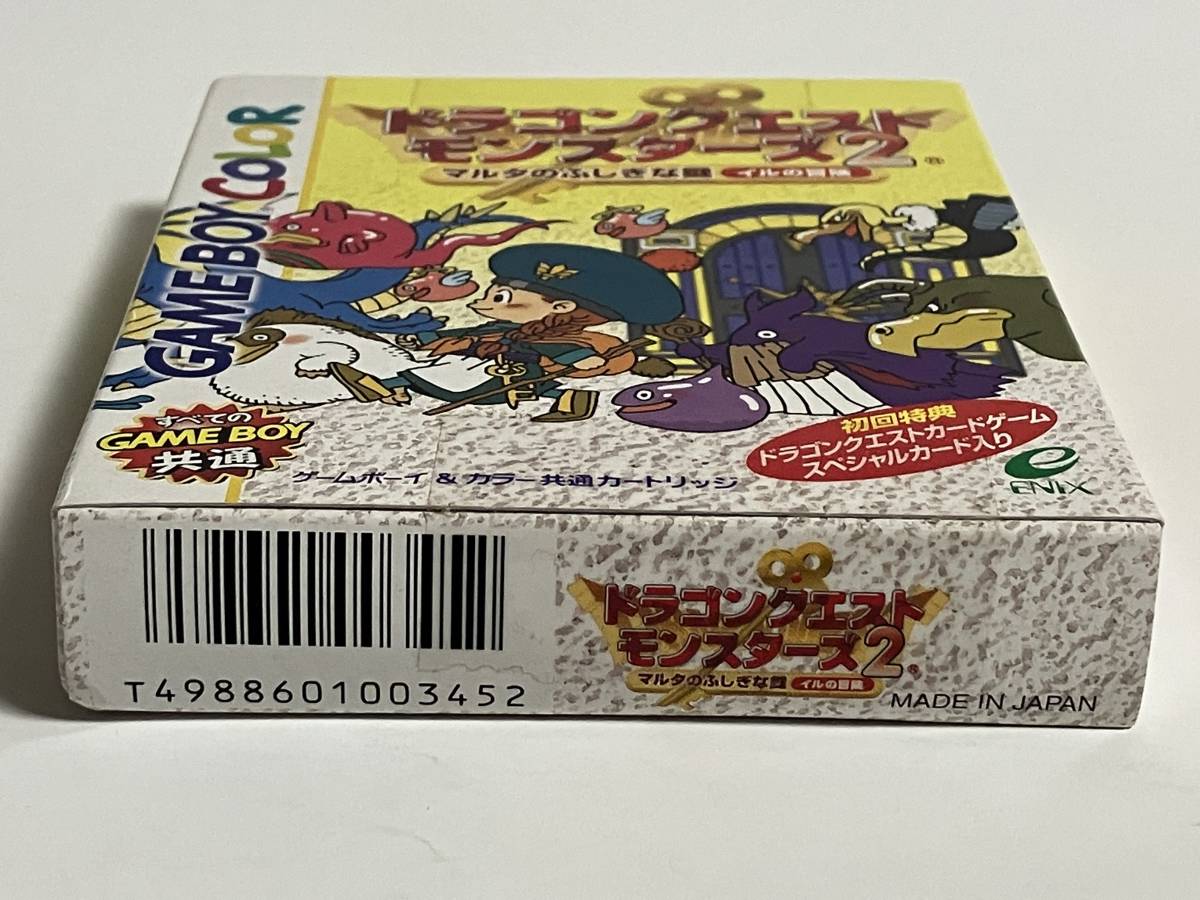 GAME BOY COLOR
ドラゴンクエスト
モンスターズ2®
マルタのふしぎな鍵 イルの冒険
すべての
GAME BOY
共通
ゲームボーイ & カラー共通カートリッジ
初回特典
ドラゴンクエストカードゲーム
スペシャルカード入り
ENIX
T4988601003452
ドラゴンクエスト
モンスターズ2®
マルタのふしぎな鍵 イルの冒険
MADE IN JAPAN